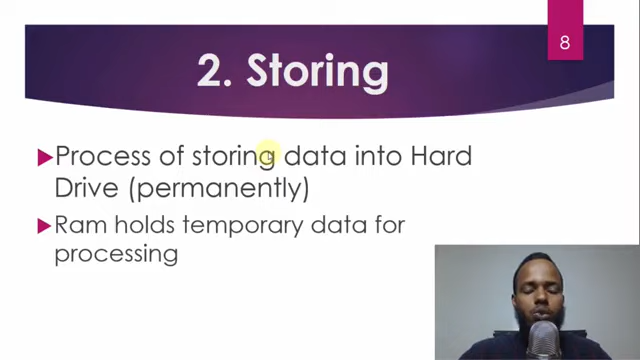 8
2. Storing
Process of storing data into Hard
Drive (permanently)
Ram holds temporary data for
processing